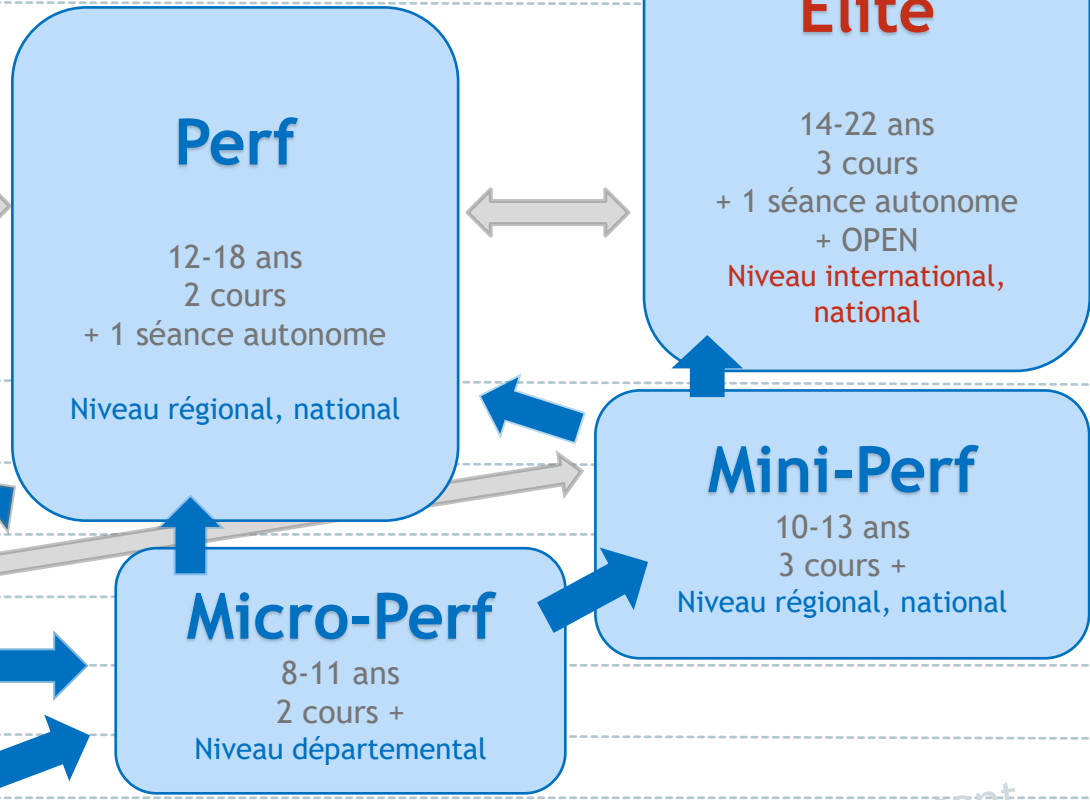 Perf
12-18 ans
2 cours
+ 1 séance autonome
Niveau régional, national
Elite
14-22 ans
3 cours
+ 1 séance autonome
+ OPEN
Niveau international,
national
Mini-Perf
10-13 ans
3 cours +
Niveau régional, national
Micro-Perf
8-11 ans
2 cours +
Niveau départemental